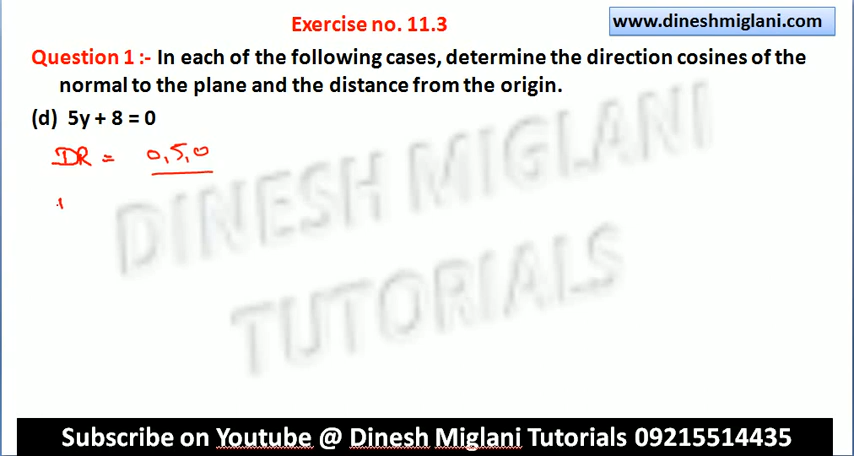 Exercise no. 11.3
www.dineshmiglani.com
Question 1 :- In each of the following cases, determine the direction cosines of the
normal to the plane and the distance from the origin.
(d) 5y + 8 = 0
DR = 0, 5, 0
DINESH MIGLANI
TUTORIALS
Subscribe on Youtube @ Dinesh Miglani Tutorials 09215514435